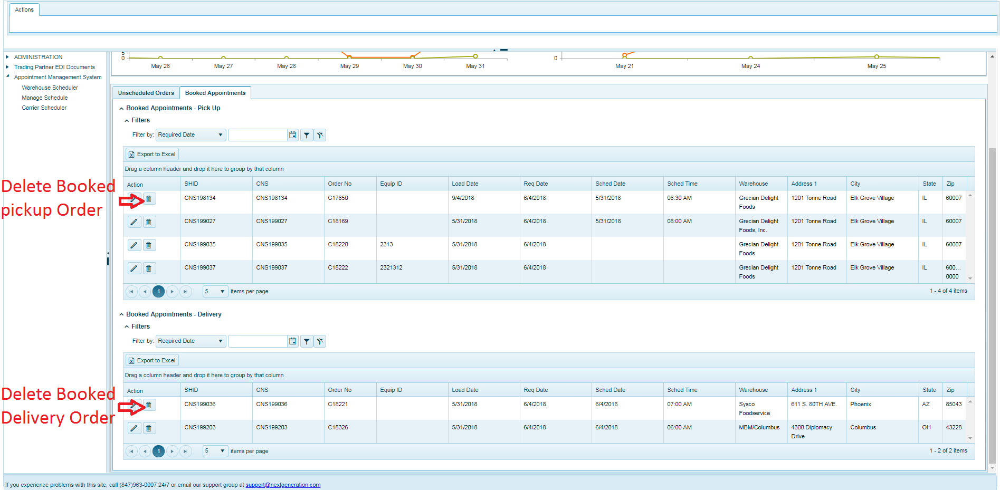 Actions
ADMINISTRATION
Trading Partner EDI Documents
Appointment Management System
Warehouse Scheduler
Manage Schedule
Carrier Scheduler
5
0
May 26 May 27 May 28 May 29 May 30 May 31
0
May 21 May 24 May 25
Unscheduled Orders Booked Appointments
Booked Appointments - Pick Up
Filters
Filter by: Required Date
Export to Excel
Drag a column header and drop it here to group by that column
Delete Booked
pickup Order
Action SHID CNS Order No Equip ID Load Date Req Date Sched Date Sched Time Warehouse Address 1 City State Zip
CNS198134 CNS198134 C17650 9/4/2018 6/4/2018 5/31/2018 06:30 AM Grecian Delight 1201 Tonne Road Elk Grove Village IL 60007
Foods
CNS199027 CNS199027 C18169 5/31/2018 6/4/2018 5/31/2018 08:00 AM Grecian Delight 1201 Tonne Road Elk Grove Village IL 60007
Foods, Inc.
CNS199035 CNS199035 C18220 2313 5/31/2018 6/4/2018 Grecian Delight 1201 Tonne Road Elk Grove Village IL 60007
Foods
CNS199037 CNS199037 C18222 2321312 5/31/2018 6/4/2018 Grecian Delight 1201 Tonne Road Elk Grove Village IL 600...
Foods 0000
1 5 items per page 1 - 4 of 4 items
Booked Appointments - Delivery
Filters
Filter by: Required Date
Export to Excel
Drag a column header and drop it here to group by that column
Delete Booked
Delivery Order
Action SHID CNS Order No Equip ID Load Date Req Date Sched Date Sched Time Warehouse Address 1 City State Zip
CNS199036 CNS199036 C18221 5/31/2018 6/4/2018 6/4/2018 07:00 AM Sysco 611 S. 80TH AVE. Phoenix AZ 85043
Foodservice
CNS199203 CNS199203 C18326 5/31/2018 6/4/2018 6/4/2018 06:00 AM MBM/Columbus 4300 Diplomacy Columbus OH 43228
Drive
1 5 items per page 1 - 2 of 2 items
If you experience problems with this site, call (847)963-0007 24/7 or email our support group at support@nextgeneration.com